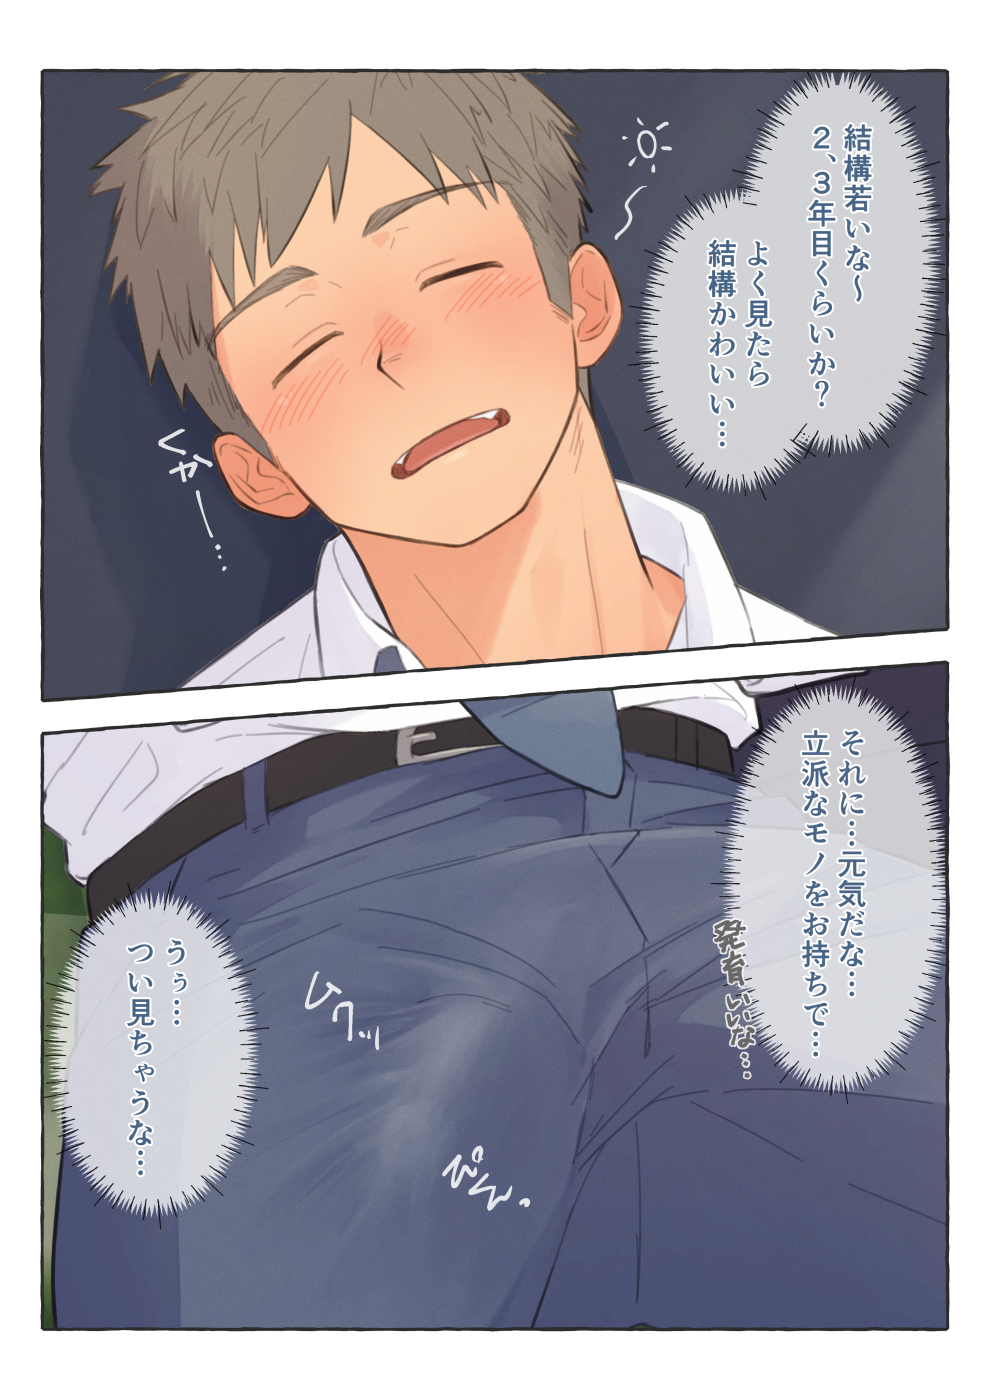 結構若いな〜
2、3年目くらいか?
よく見たら
結構かわいい…
くかー…
それに…元気だな…
立派なモノをお持ちで…
発育いいな…
ヒクッ
ぴん、
うぅ…
つい見ちゃうな…